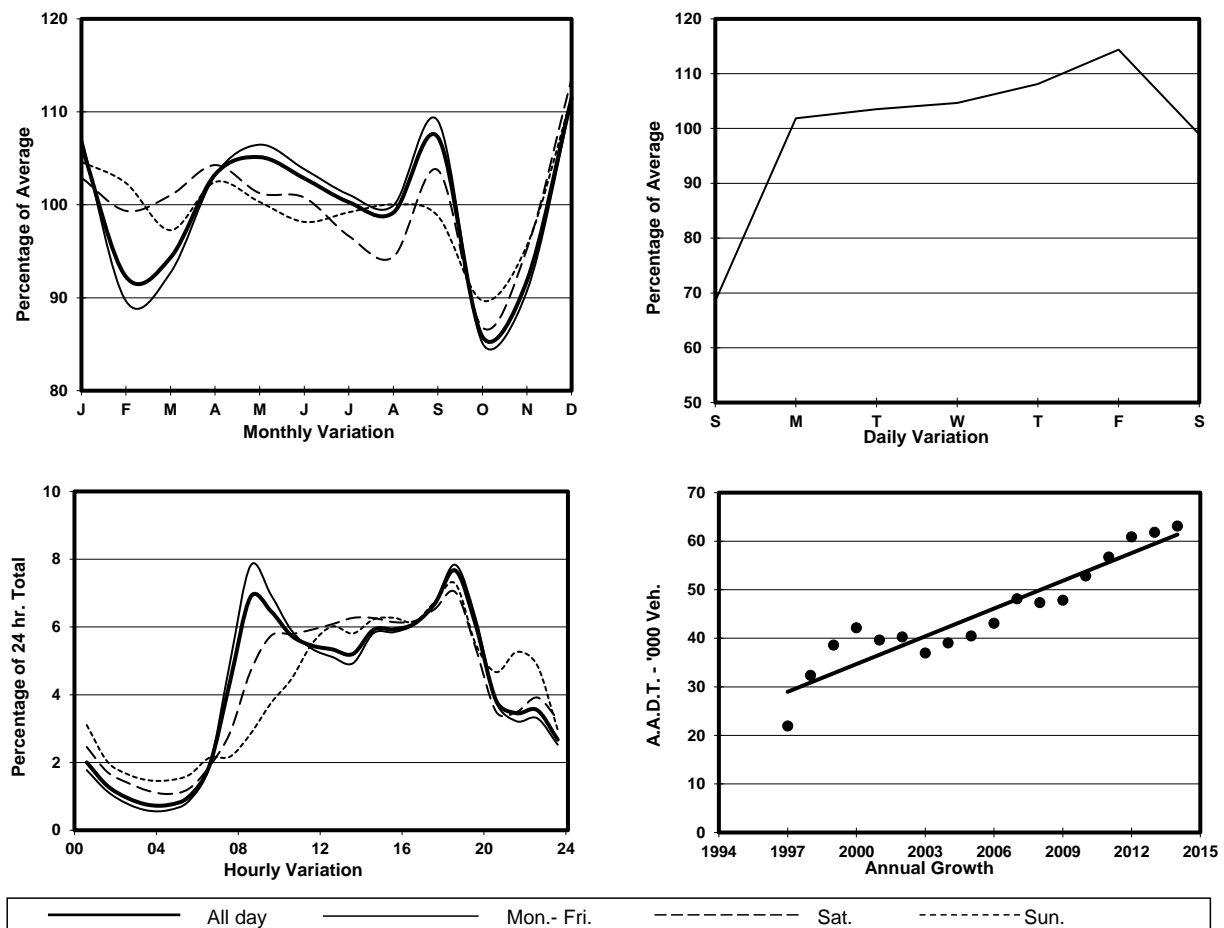 120
110
100
90
80
Percentage of Average
J F M A M J J A S O N D
Monthly Variation
120
110
100
90
80
70
60
50
Percentage of Average
S M T W T F S
Daily Variation
10
8
6
4
2
0
Percentage of 24 hr. Total
00 04 08 12 16 20 24
Hourly Variation
70
60
50
40
30
20
10
0
A.A.D.T. - '000 Veh.
1994 1997 2000 2003 2006 2009 2012 2015
Annual Growth
All day Mon.- Fri. Sat. Sun.